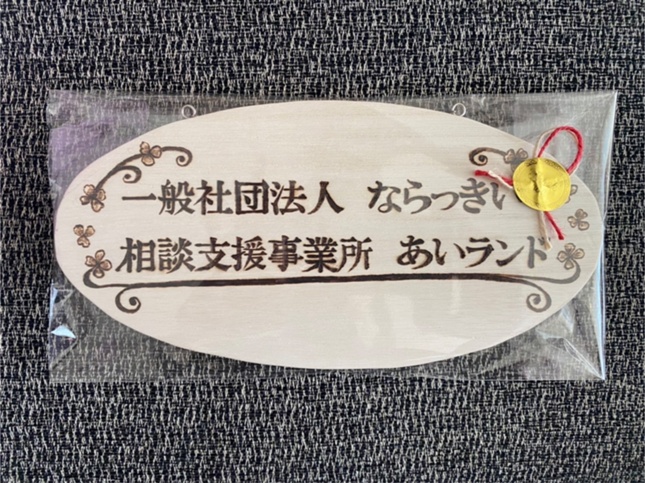 一般社団法人 ならっきい
相談支援事業所 あいランド